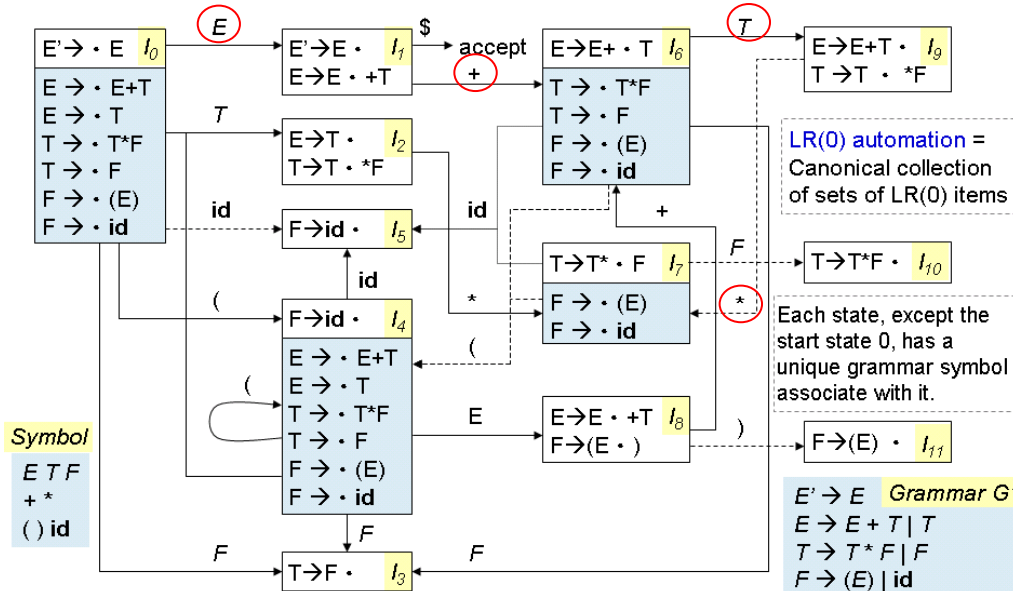 E'→ · E I₀
E → · E+T
E → · T
T → · T*F
T → · F
F → · (E)
F → · id
E
E'→E · I₁
E→E · +T
$
accept
+
E→E+ · T I₆
T → · T*F
T → · F
F → · (E)
F → · id
T
E→E+T · I₉
T→T · *F
T
E→T · I₂
T→T · *F
LR(0) automation =
Canonical collection
of sets of LR(0) items
id
F→id · I₅
id
+
id
T→T* · F I₇
F → · (E)
F → · id
F
T→T*F · I₁₀
(
F→id · I₄
E → · E+T
E → · T
T → · T*F
T → · F
F → · (E)
F → · id
*
(
*
Each state, except the
start state 0, has a
unique grammar symbol
associate with it.
(
E
E→E · +T I₈
F→(E · )
)
F→(E) · I₁₁
Symbol
E T F
+ *
( ) id
F
F
T→F · I₃
F
E'→ E Grammar G'
E → E + T | T
T → T * F | F
F → (E) | id